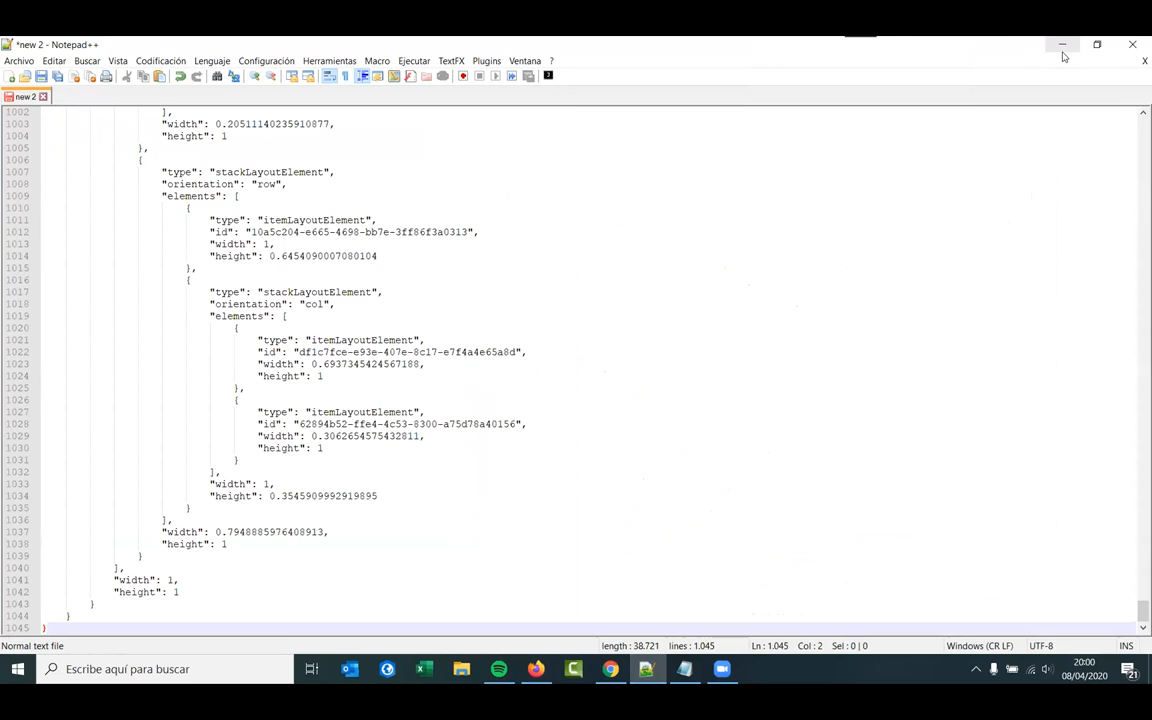 *new 2 - Notepad++
Archivo Editar Buscar Vista Codificación Lenguaje Configuración Herramientas Macro Ejecutar TextFX Plugins Ventana ? X
new 2
1002 ],
1003 "width": 0.20511140235910877,
1004 "height": 1
1005 },
1006 {
1007 "type": "stackLayoutElement",
1008 "orientation": "row",
1009 "elements": [
1010 {
1011 "type": "itemLayoutElement",
1012 "id": "10a5c204-e665-4698-bb7e-3ff86f3a0313",
1013 "width": 1,
1014 "height": 0.6454090007080104
1015 },
1016 {
1017 "type": "stackLayoutElement",
1018 "orientation": "col",
1019 "elements": [
1020 {
1021 "type": "itemLayoutElement",
1022 "id": "df1c7fce-e93e-407e-8c17-e7f4a4e65a8d",
1023 "width": 0.6937345424567188,
1024 "height": 1
1025 },
1026 {
1027 "type": "itemLayoutElement",
1028 "id": "62894b52-ffe4-4c53-8300-a75d78a40156",
1029 "width": 0.3062654575432811,
1030 "height": 1
1031 }
1032 ],
1033 "width": 1,
1034 "height": 0.3545909992919895
1035 }
1036 ],
1037 "width": 0.7948885976408913,
1038 "height": 1
1039 }
1040 ],
1041 "width": 1,
1042 "height": 1
1043 }
1044 }
1045 }
Normal text file length : 38.721 lines : 1.045 Ln : 1.045 Col : 2 Sel : 0 | 0 Windows (CR LF) UTF-8 INS
Escribe aquí para buscar
20:00
08/04/2020
21